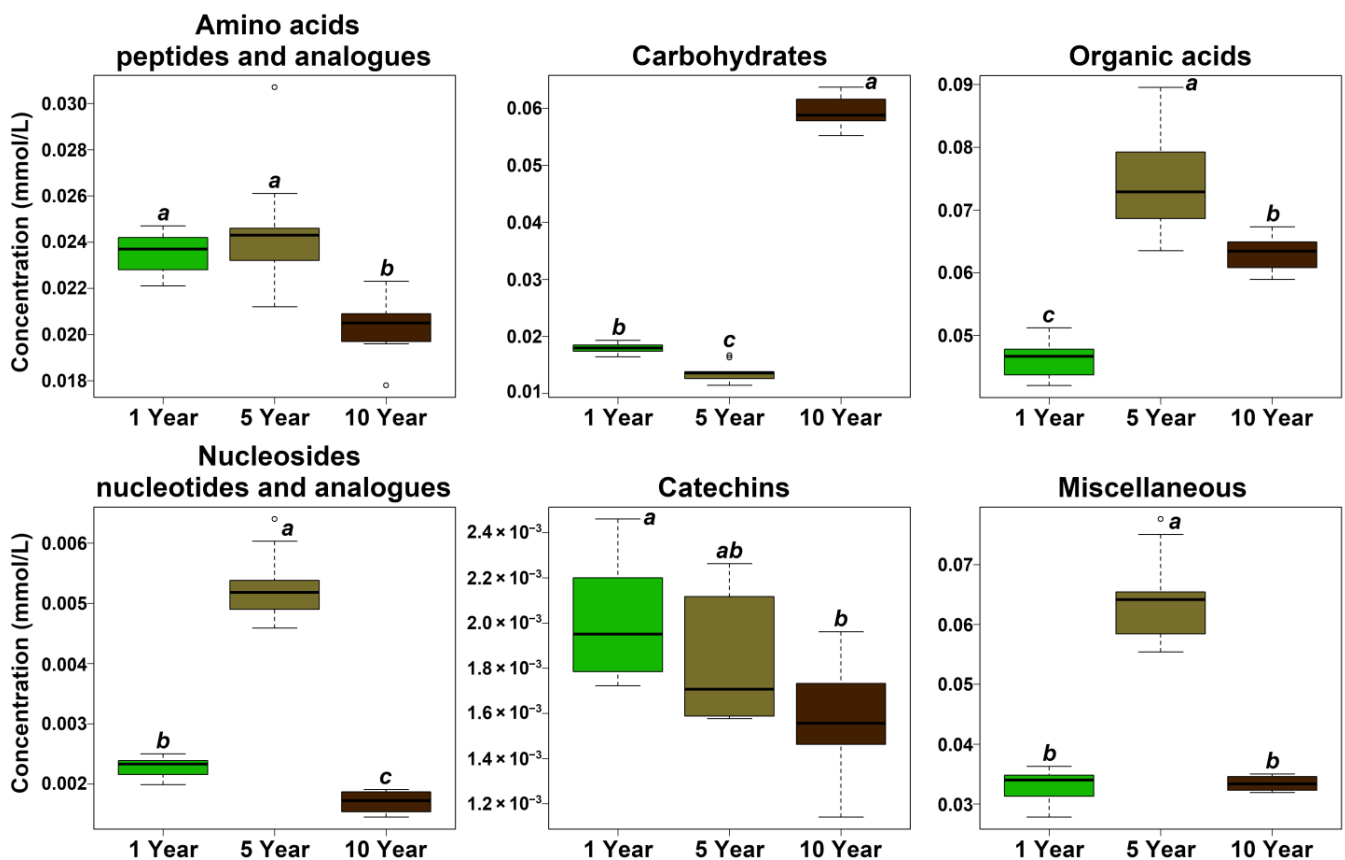 Amino acids
peptides and analogues
Carbohydrates
Organic acids
Concentration (mmol/L)
0.030
0.028
0.026
0.024
0.022
0.020
0.018
a
a
b
1 Year
5 Year
10 Year
0.06
0.05
0.04
0.03
0.02
0.01
b
c
a
1 Year
5 Year
10 Year
0.09
0.08
0.07
0.06
0.05
c
a
b
1 Year
5 Year
10 Year
Nucleosides
nucleotides and analogues
Catechins
Miscellaneous
Concentration (mmol/L)
0.006
0.005
0.004
0.003
0.002
b
a
c
1 Year
5 Year
10 Year
2.4 × 10⁻³
2.2 × 10⁻³
2.0 × 10⁻³
1.8 × 10⁻³
1.6 × 10⁻³
1.4 × 10⁻³
1.2 × 10⁻³
a
ab
b
1 Year
5 Year
10 Year
0.07
0.06
0.05
0.04
0.03
b
a
b
1 Year
5 Year
10 Year